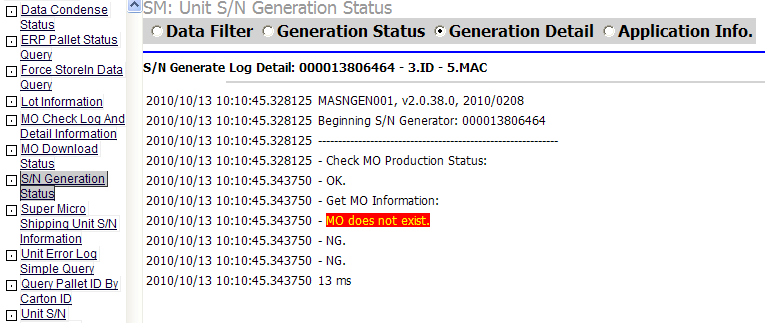 Data Condense
Status
ERP Pallet Status
Query
Force StoreIn Data
Query
Lot Information
MO Check Log And
Detail Information
MO Download
Status
S/N Generation
Status
Super Micro
Shipping Unit S/N
Information
Unit Error Log
Simple Query
Query Pallet ID By
Carton ID
Unit S/N
SM: Unit S/N Generation Status
Data Filter Generation Status Generation Detail Application Info.
S/N Generate Log Detail: 000013806464 - 3.ID - 5.MAC
2010/10/13 10:10:45.328125 MASNGEN001, v2.0.38.0, 2010/0208
2010/10/13 10:10:45.328125 Beginning S/N Generator: 000013806464
2010/10/13 10:10:45.328125 ------------------------------------------------------------
2010/10/13 10:10:45.328125 - Check MO Production Status:
2010/10/13 10:10:45.343750 - OK.
2010/10/13 10:10:45.343750 - Get MO Information:
2010/10/13 10:10:45.343750 - MO does not exist.
2010/10/13 10:10:45.343750 - NG.
2010/10/13 10:10:45.343750 - NG.
2010/10/13 10:10:45.343750 13 ms